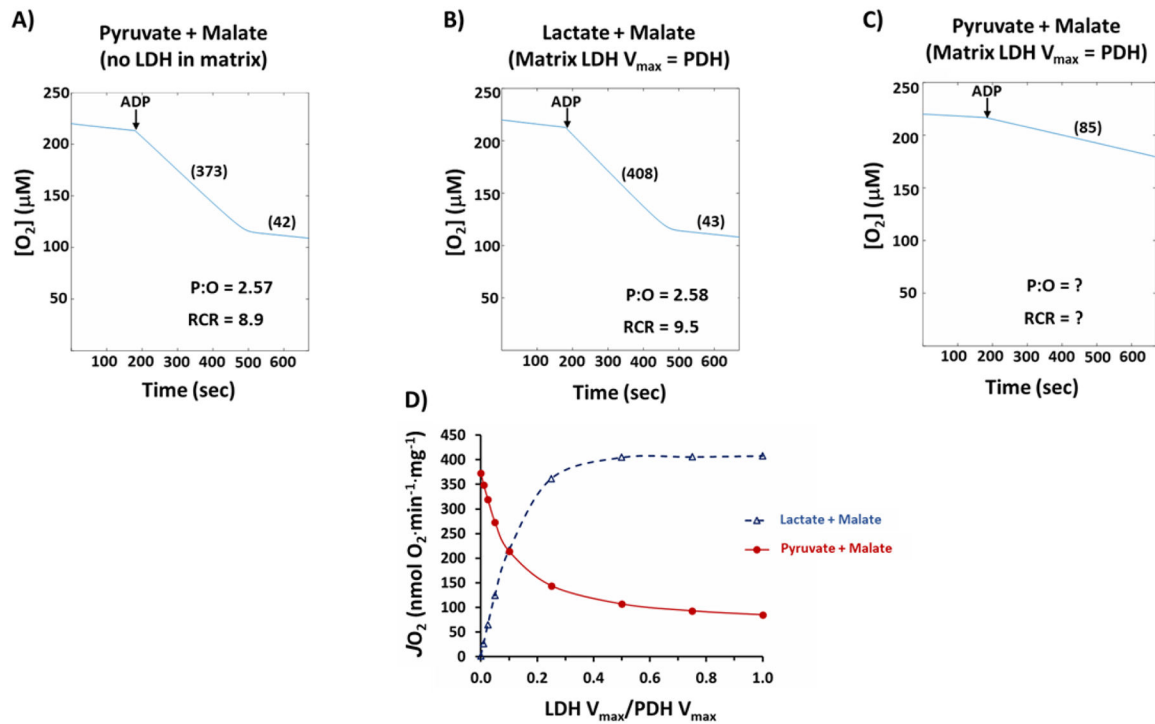 A)
Pyruvate + Malate
(no LDH in matrix)
250
200
150
100
50
[O₂] (μM)
ADP
(373)
(42)
P:O = 2.57
RCR = 8.9
100 200 300 400 500 600
Time (sec)
B)
Lactate + Malate
(Matrix LDH Vmax = PDH)
250
200
150
100
50
[O₂] (μM)
ADP
(408)
(43)
P:O = 2.58
RCR = 9.5
100 200 300 400 500 600
Time (sec)
C)
Pyruvate + Malate
(Matrix LDH Vmax = PDH)
250
200
150
100
50
[O₂] (μM)
ADP
(85)
P:O = ?
RCR = ?
100 200 300 400 500 600
Time (sec)
D)
450
400
350
300
250
200
150
100
50
0
JO₂ (nmol O₂·min⁻¹·mg⁻¹)
Lactate + Malate
Pyruvate + Malate
0.0 0.2 0.4 0.6 0.8 1.0
LDH Vmax/PDH Vmax